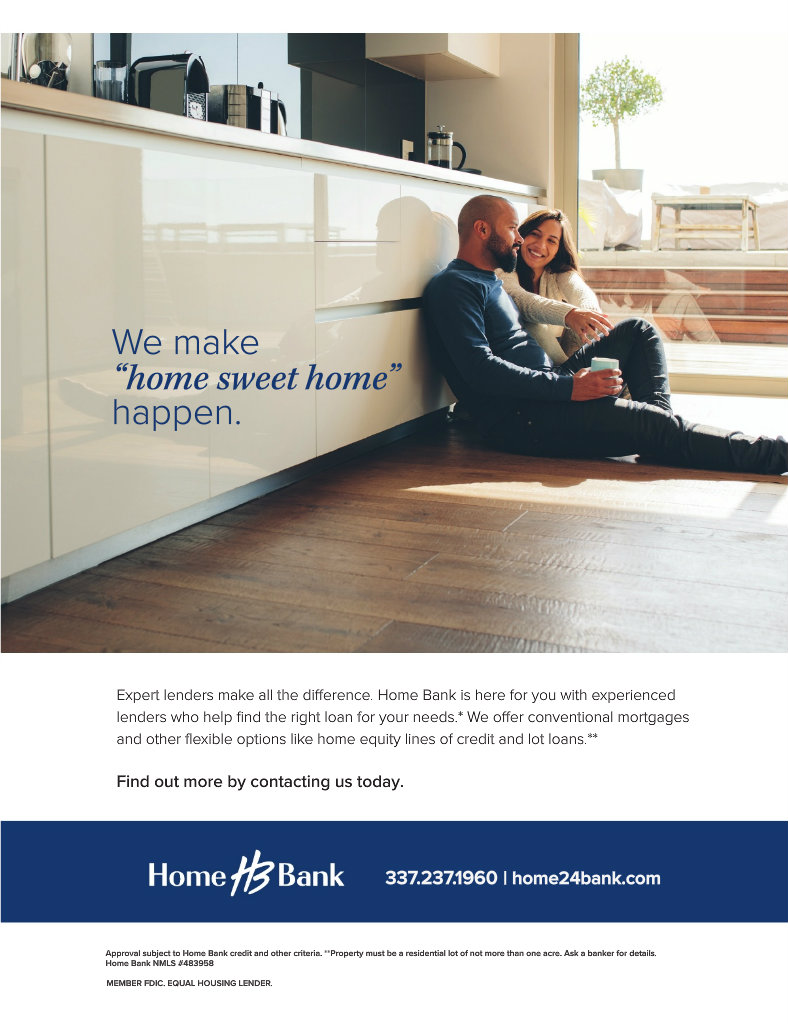 We make
“home sweet home”
happen.
Expert lenders make all the difference. Home Bank is here for you with experienced
lenders who help find the right loan for your needs.* We offer conventional mortgages
and other flexible options like home equity lines of credit and lot loans.**
Find out more by contacting us today.
Home HB Bank
337.237.1960 | home24bank.com
Approval subject to Home Bank credit and other criteria. **Property must be a residential lot of not more than one acre. Ask a banker for details.
Home Bank NMLS #483958
MEMBER FDIC. EQUAL HOUSING LENDER.